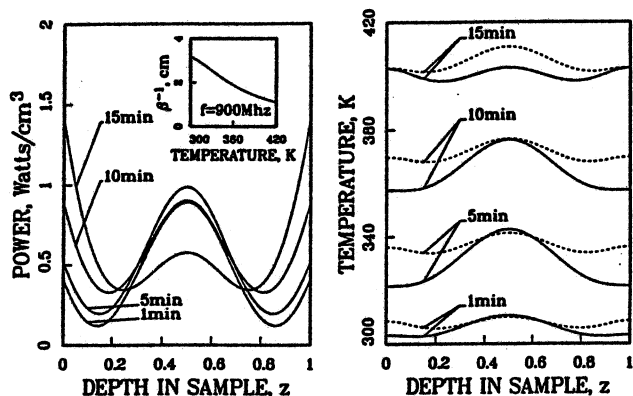 POWER, Watts/cm³
2
1.5
1
0.5
0
15min
10min
5min
1min
0
0.2
0.4
0.6
0.8
1
DEPTH IN SAMPLE, z
β⁻¹, cm
4
2
0
f=900Mhz
300
360
420
TEMPERATURE, K
TEMPERATURE, K
420
380
340
300
15min
10min
5min
1min
0
0.2
0.4
0.6
0.8
1
DEPTH IN SAMPLE, z